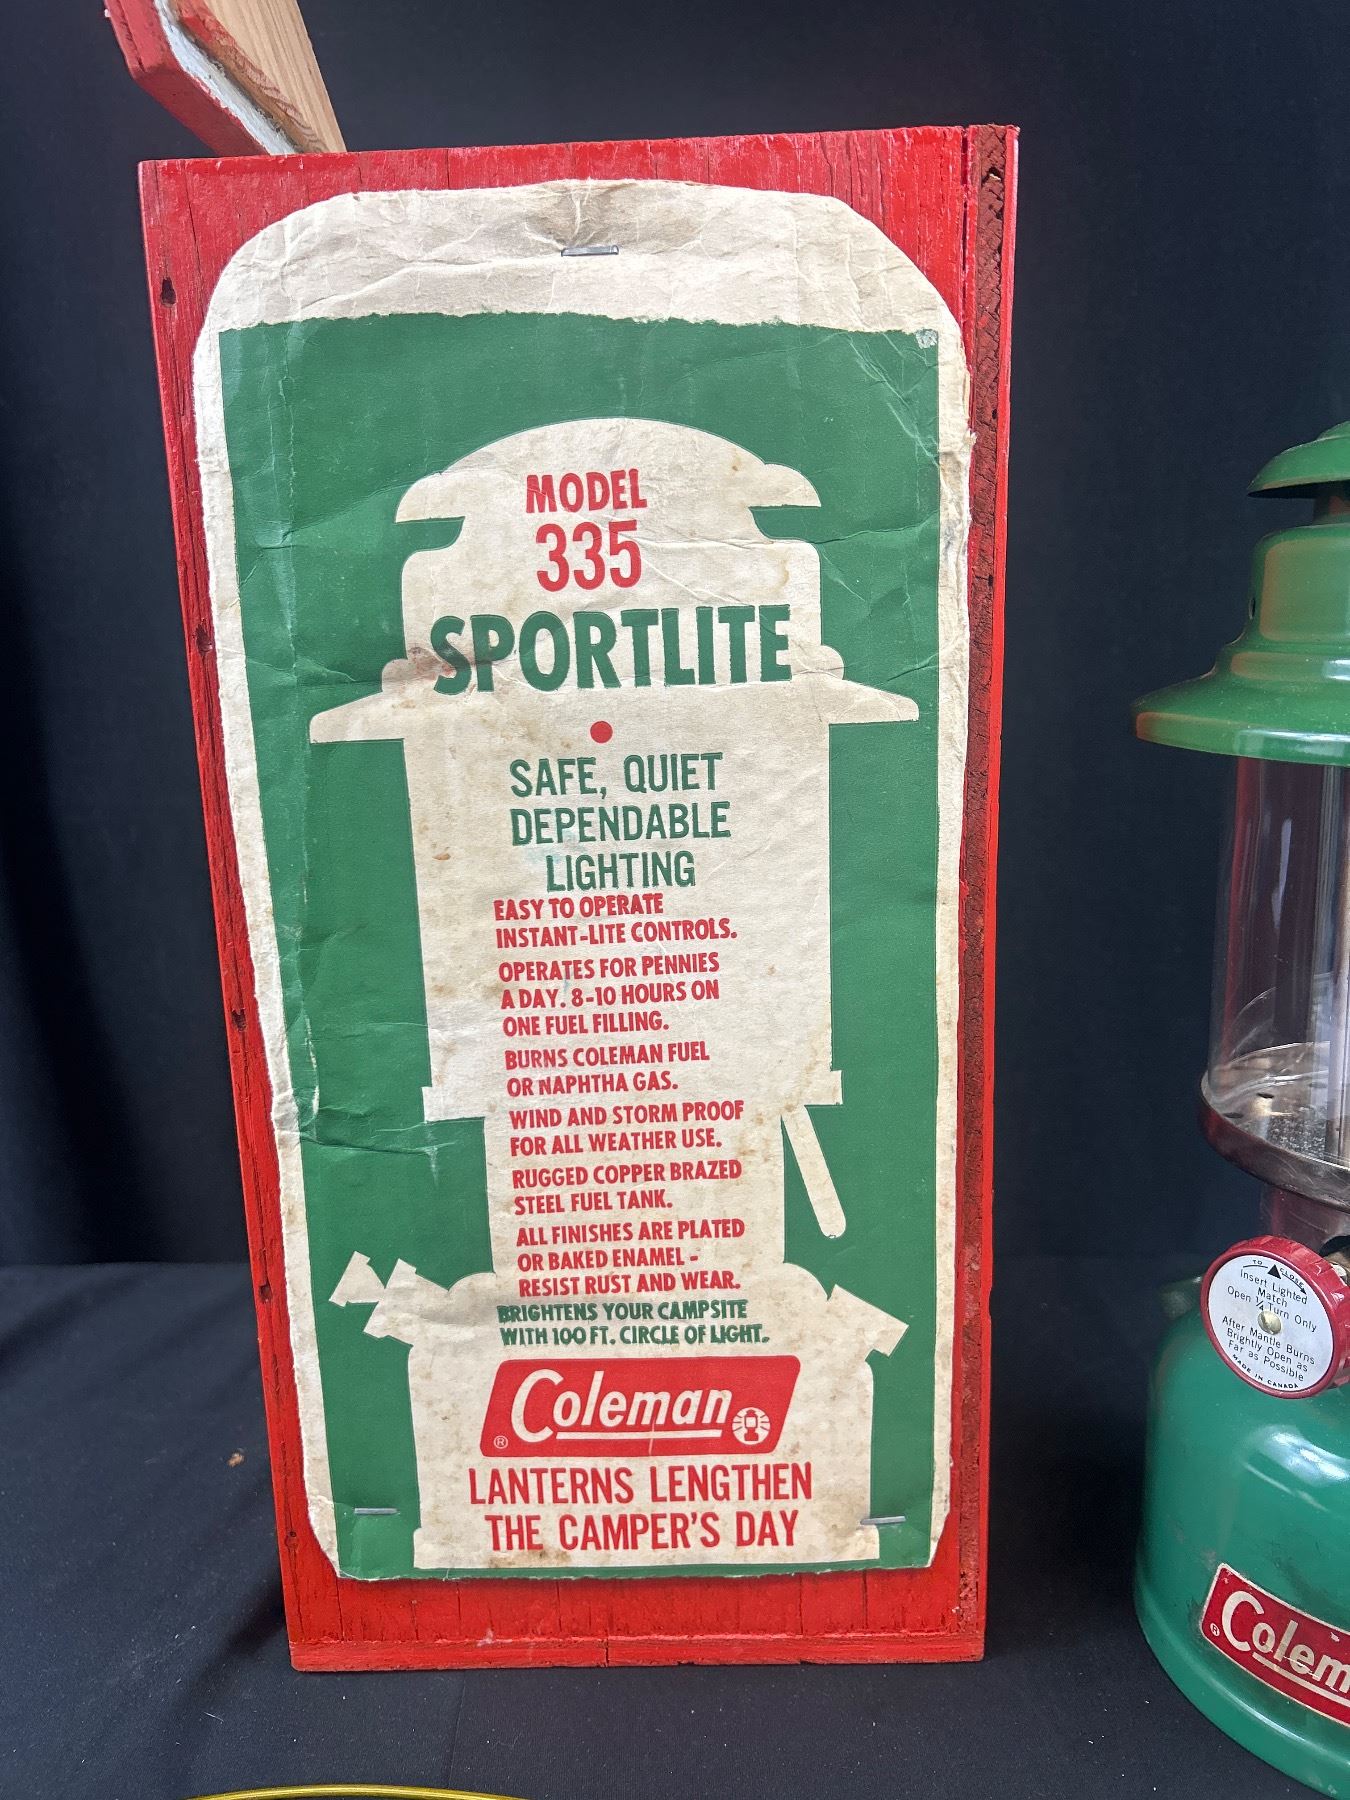 MODEL
335
SPORTLITE
SAFE, QUIET
DEPENDABLE
LIGHTING
EASY TO OPERATE
INSTANT-LITE CONTROLS.
OPERATES FOR PENNIES
A DAY. 8-10 HOURS ON
ONE FUEL FILLING.
BURNS COLEMAN FUEL
OR NAPHTHA GAS.
WIND AND STORM PROOF
FOR ALL WEATHER USE.
RUGGED COPPER BRAZED
STEEL FUEL TANK.
ALL FINISHES ARE PLATED
OR BAKED ENAMEL -
RESIST RUST AND WEAR.
BRIGHTENS YOUR CAMPSITE
WITH 100 FT. CIRCLE OF LIGHT.
® Coleman
LANTERNS LENGTHEN
THE CAMPER'S DAY
TO CLOSE
Insert Lighted
Match
Open ¼ Turn Only
After Mantle Burns
Brightly Open as
Far as Possible
MADE IN CANADA
® Colem